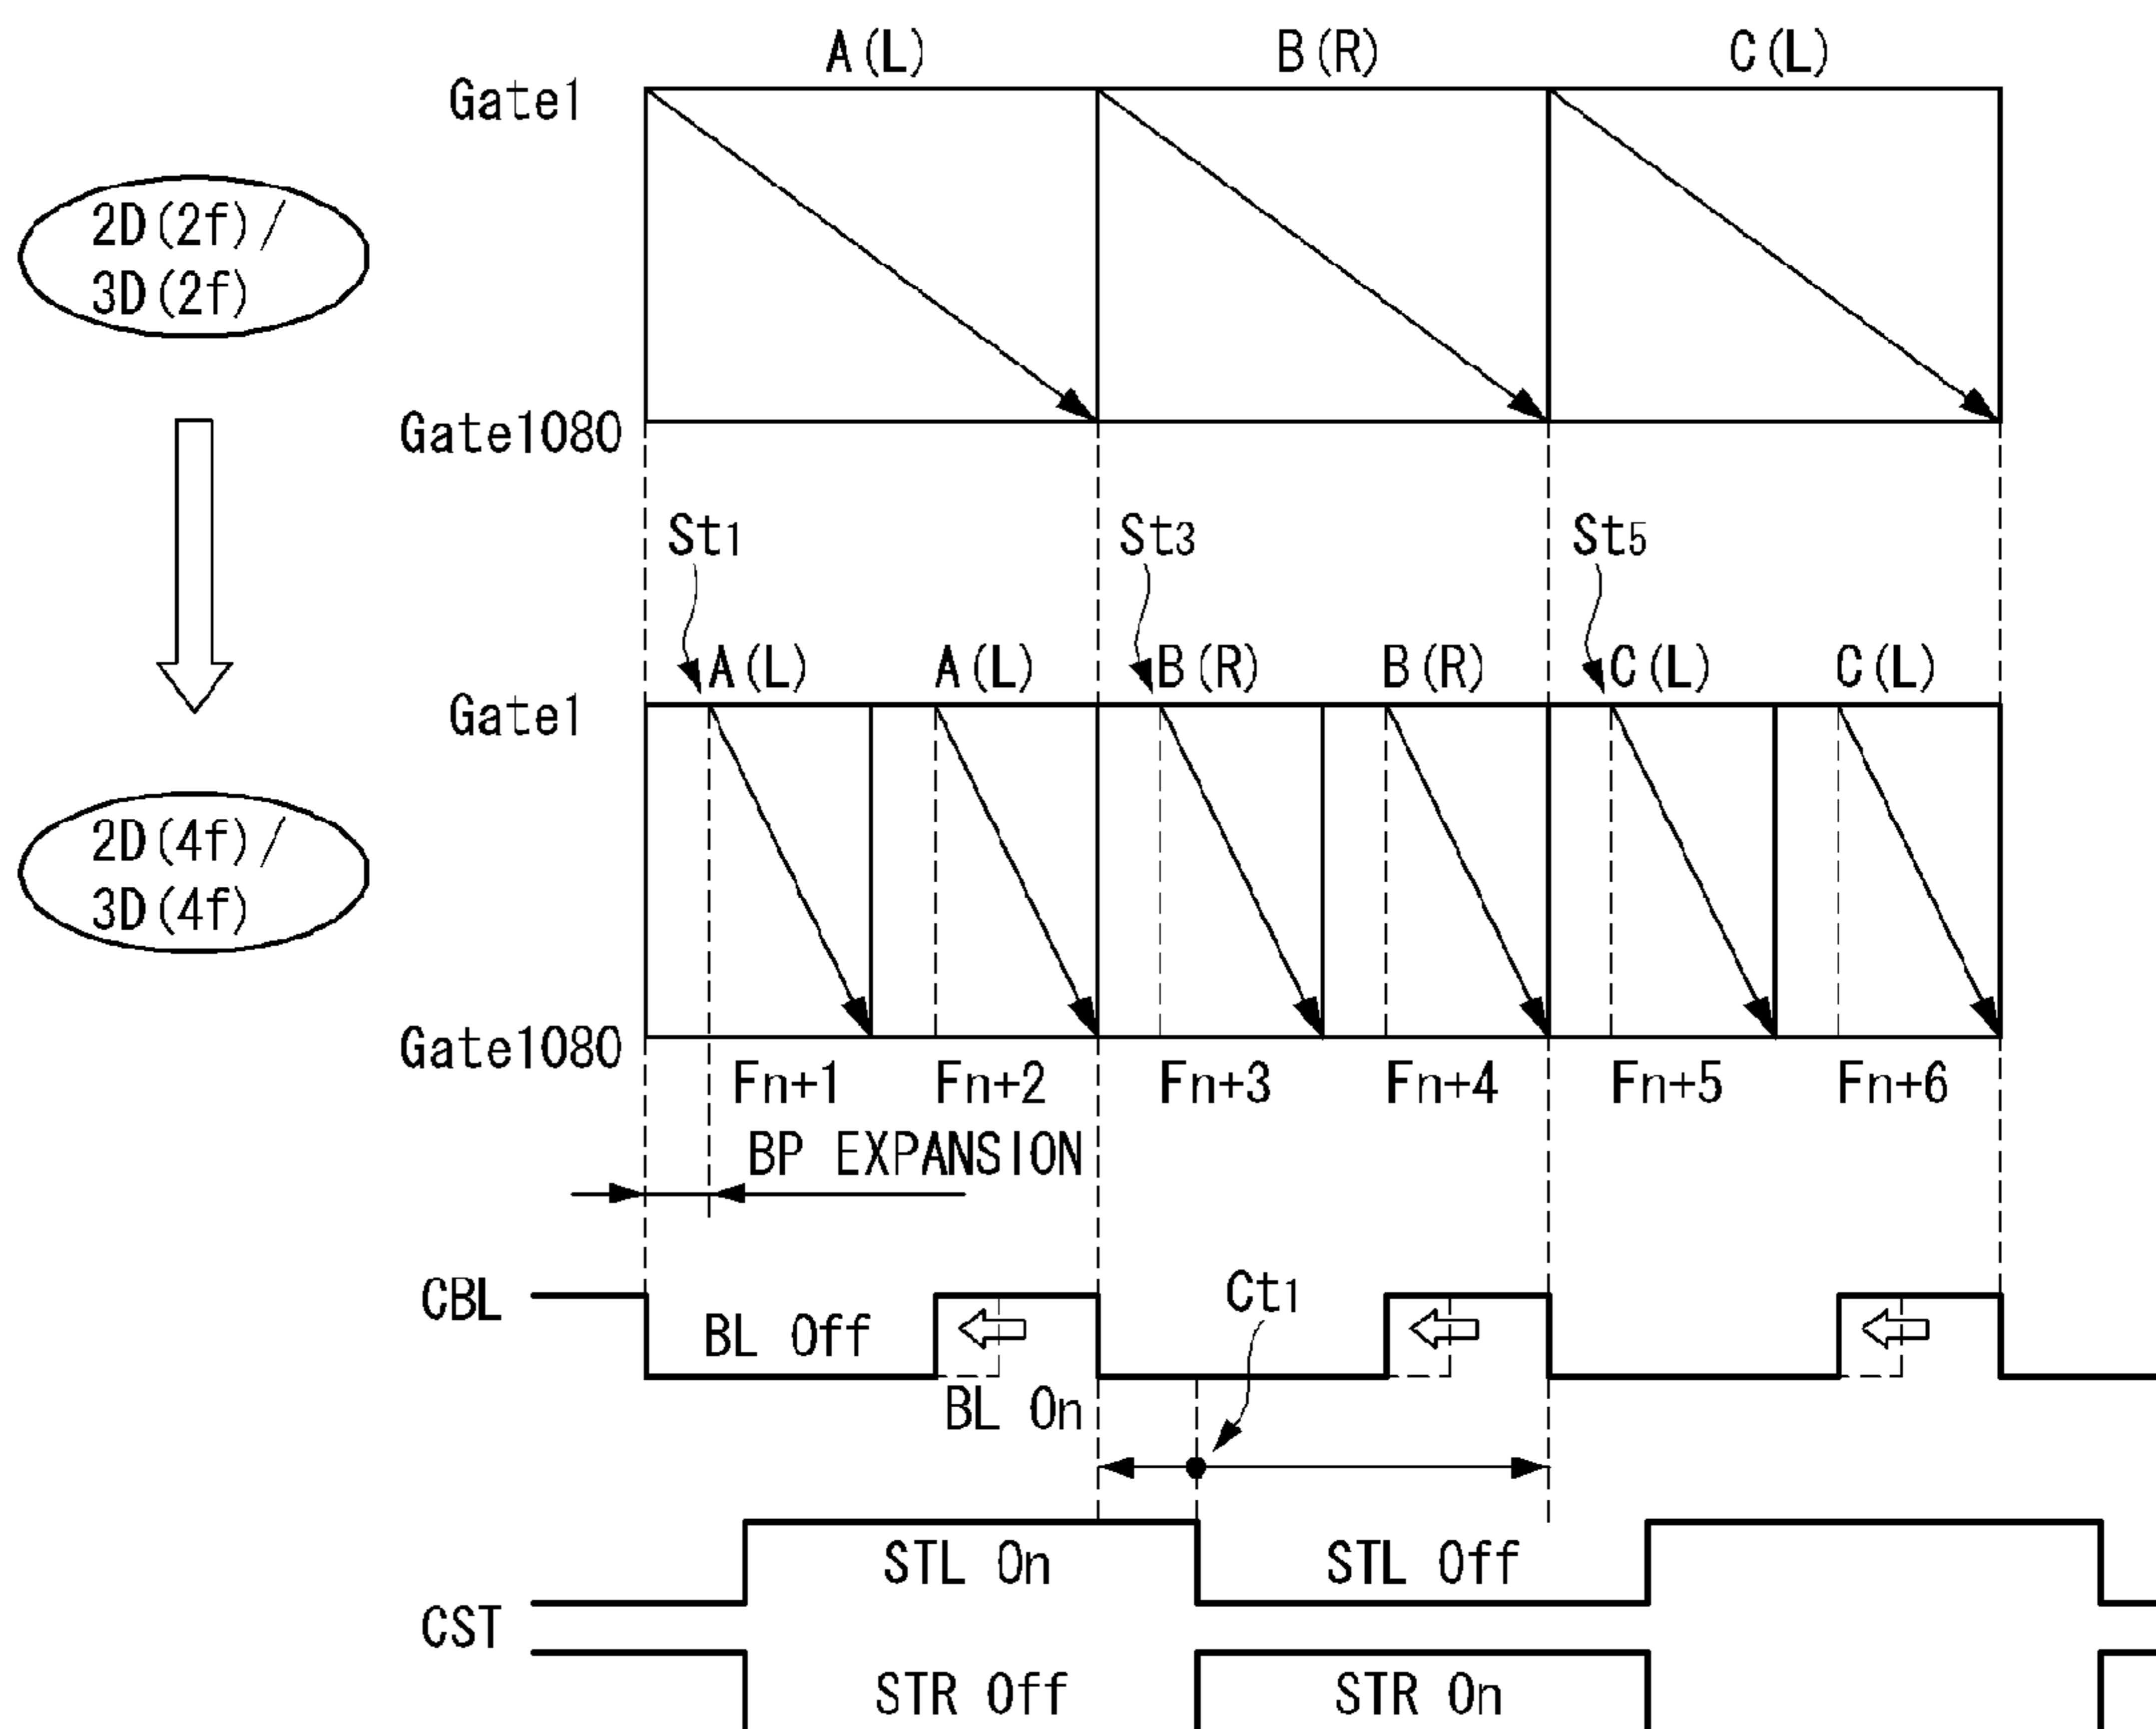 A(L) B(R) C(L)
Gate1
2D(2f)/
3D(2f)
Gate1080
St1 St3 St5
A(L) A(L) B(R) B(R) C(L) C(L)
Gate1
2D(4f)/
3D(4f)
Gate1080
Fn+1 Fn+2 Fn+3 Fn+4 Fn+5 Fn+6
BP EXPANSION
CBL
BL Off
Ct1
BL On
STL On STL Off
CST
STR Off STR On